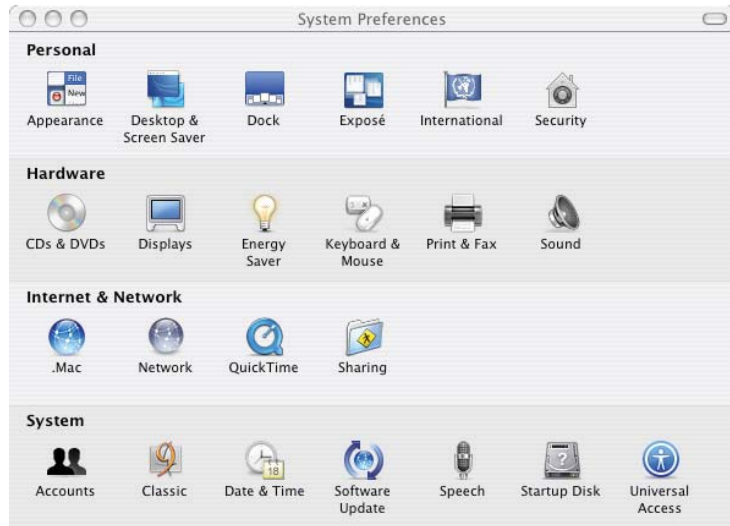 System Preferences
Personal
File
New
Appearance
Desktop &
Screen Saver
Dock
Exposé
International
Security
Hardware
CDs & DVDs
Displays
Energy
Saver
Keyboard &
Mouse
Print & Fax
Sound
Internet & Network
.Mac
Network
QuickTime
Sharing
System
18
?
Accounts
Classic
Date & Time
Software
Update
Speech
Startup Disk
Universal
Access